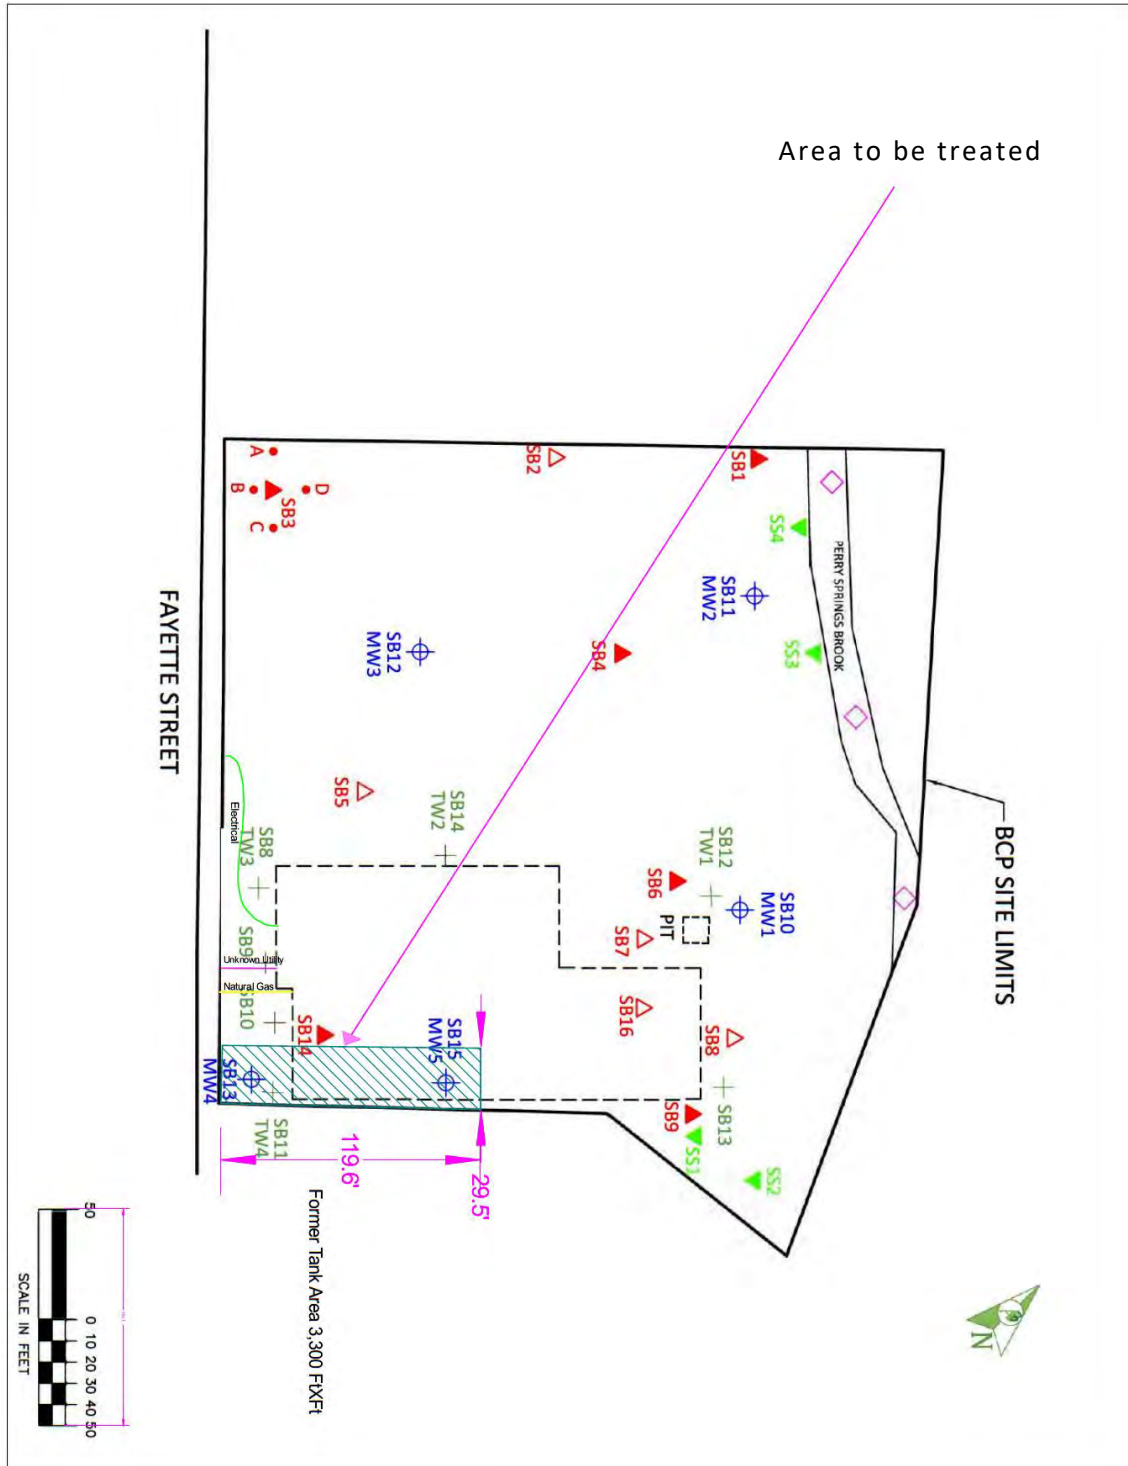 Area to be treated
A
B
C
D
SB3
SB2
SB1
SS4
PERRY SPRINGS BROOK
SB11
MW2
SS3
SB4
SB12
MW3
FAYETTE STREET
SB5
SB14
TW2
SB12
TW1
SB6
SB10
MW1
PIT
SB7
BCP SITE LIMITS
Electrical
SB8
TW3
SB9
Unknown Utility
Natural Gas
SB10
SB14
SB15
MW5
SB16
SB8
SB13
MW4
SB11
TW4
SB9
SB13
SS1
SS2
119.6'
29.5'
Former Tank Area 3,300 FtXFt
N
50 0 10 20 30 40 50
SCALE IN FEET